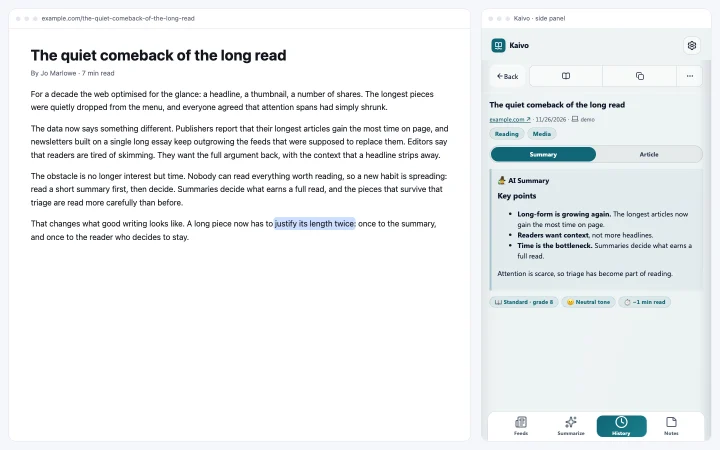 example.com/the-quiet-comeback-of-the-long-read
The quiet comeback of the long read
By Jo Marlowe · 7 min read
For a decade the web optimised for the glance: a headline, a thumbnail, a number of shares. The longest pieces
were quietly dropped from the menu, and everyone agreed that attention spans had simply shrunk.
The data now says something different. Publishers report that their longest articles gain the most time on page, and
newsletters built on a single long essay keep outgrowing the feeds that were supposed to replace them. Editors say
that readers are tired of skimming. They want the full argument back, with the context that a headline strips away.
The obstacle is no longer interest but time. Nobody can read everything worth reading, so a new habit is spreading:
read a short summary first, then decide. Summaries decide what earns a full read, and the pieces that survive that
triage are read more carefully than before.
That changes what good writing looks like. A long piece now has to justify its length twice: once to the summary,
and once to the reader who decides to stay.
Kaivo · side panel
Kaivo
← Back
The quiet comeback of the long read
example.com ↗ · 11/26/2026 · demo
Reading
Media
Summary
Article
AI Summary
Key points
• Long-form is growing again. The longest articles now
gain the most time on page.
• Readers want context, not more headlines.
• Time is the bottleneck. Summaries decide what earns a
full read.
Attention is scarce, so triage has become part of reading.
Standard · grade 8
Neutral tone
~1 min read
Feeds
Summarize
History
Notes